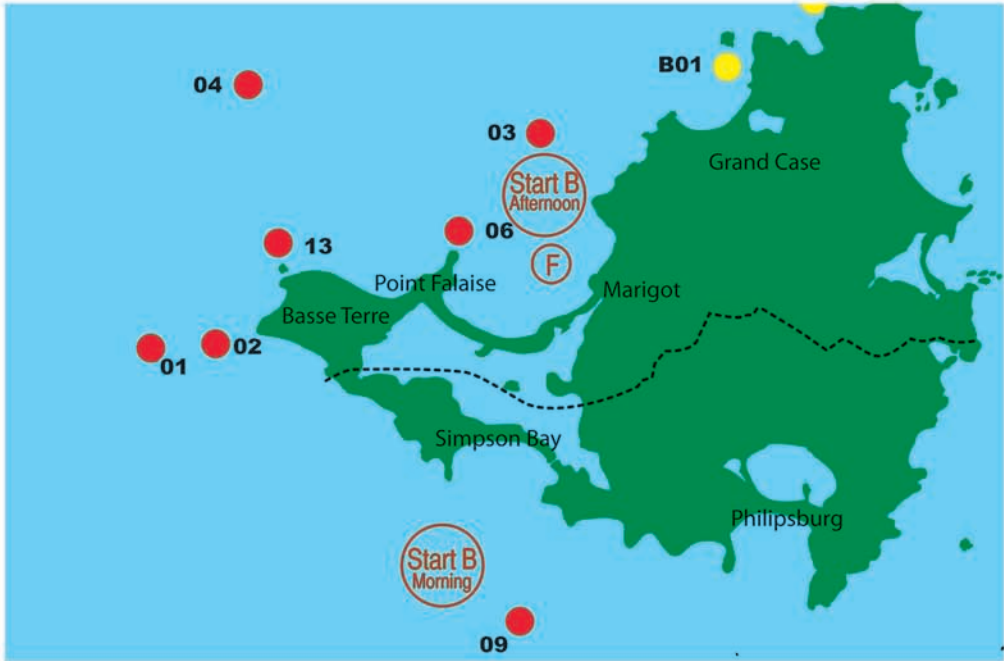 B01
04
03
Grand Case
Start B
Afternoon
06
13
F
Point Falaise
Marigot
Basse Terre
02
01
Simpson Bay
Philipsburg
Start B
Morning
09